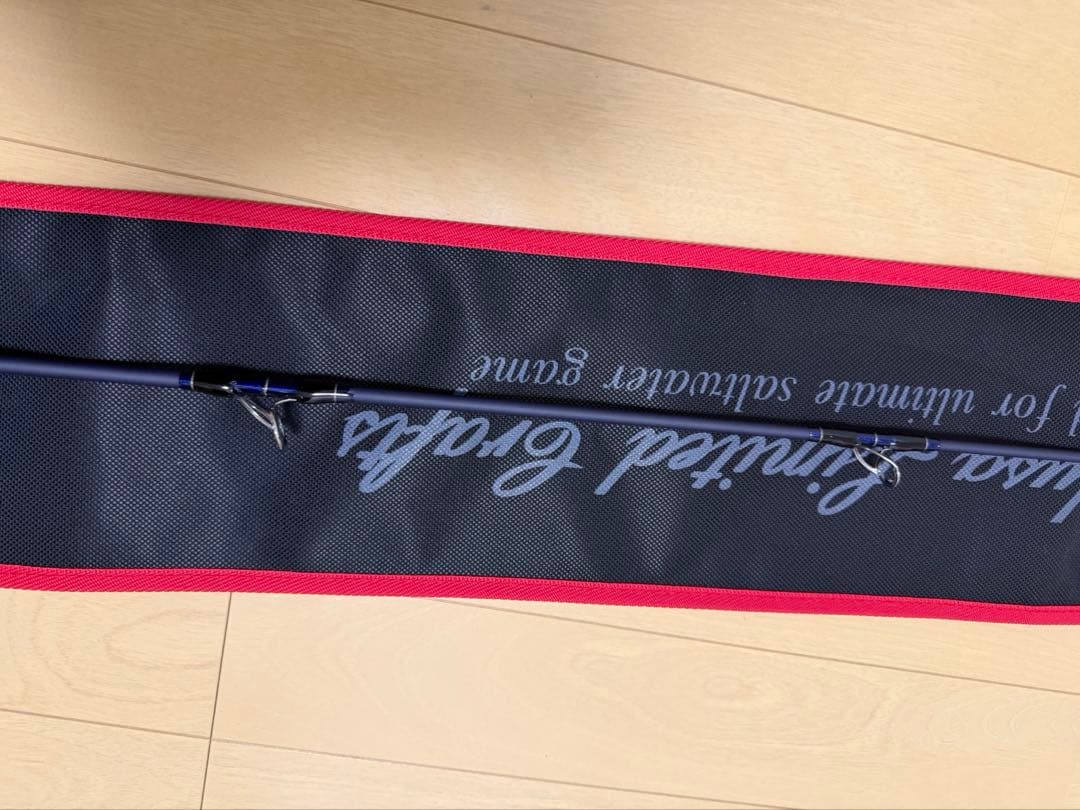 Limited Crafts
for ultimate saltwater game